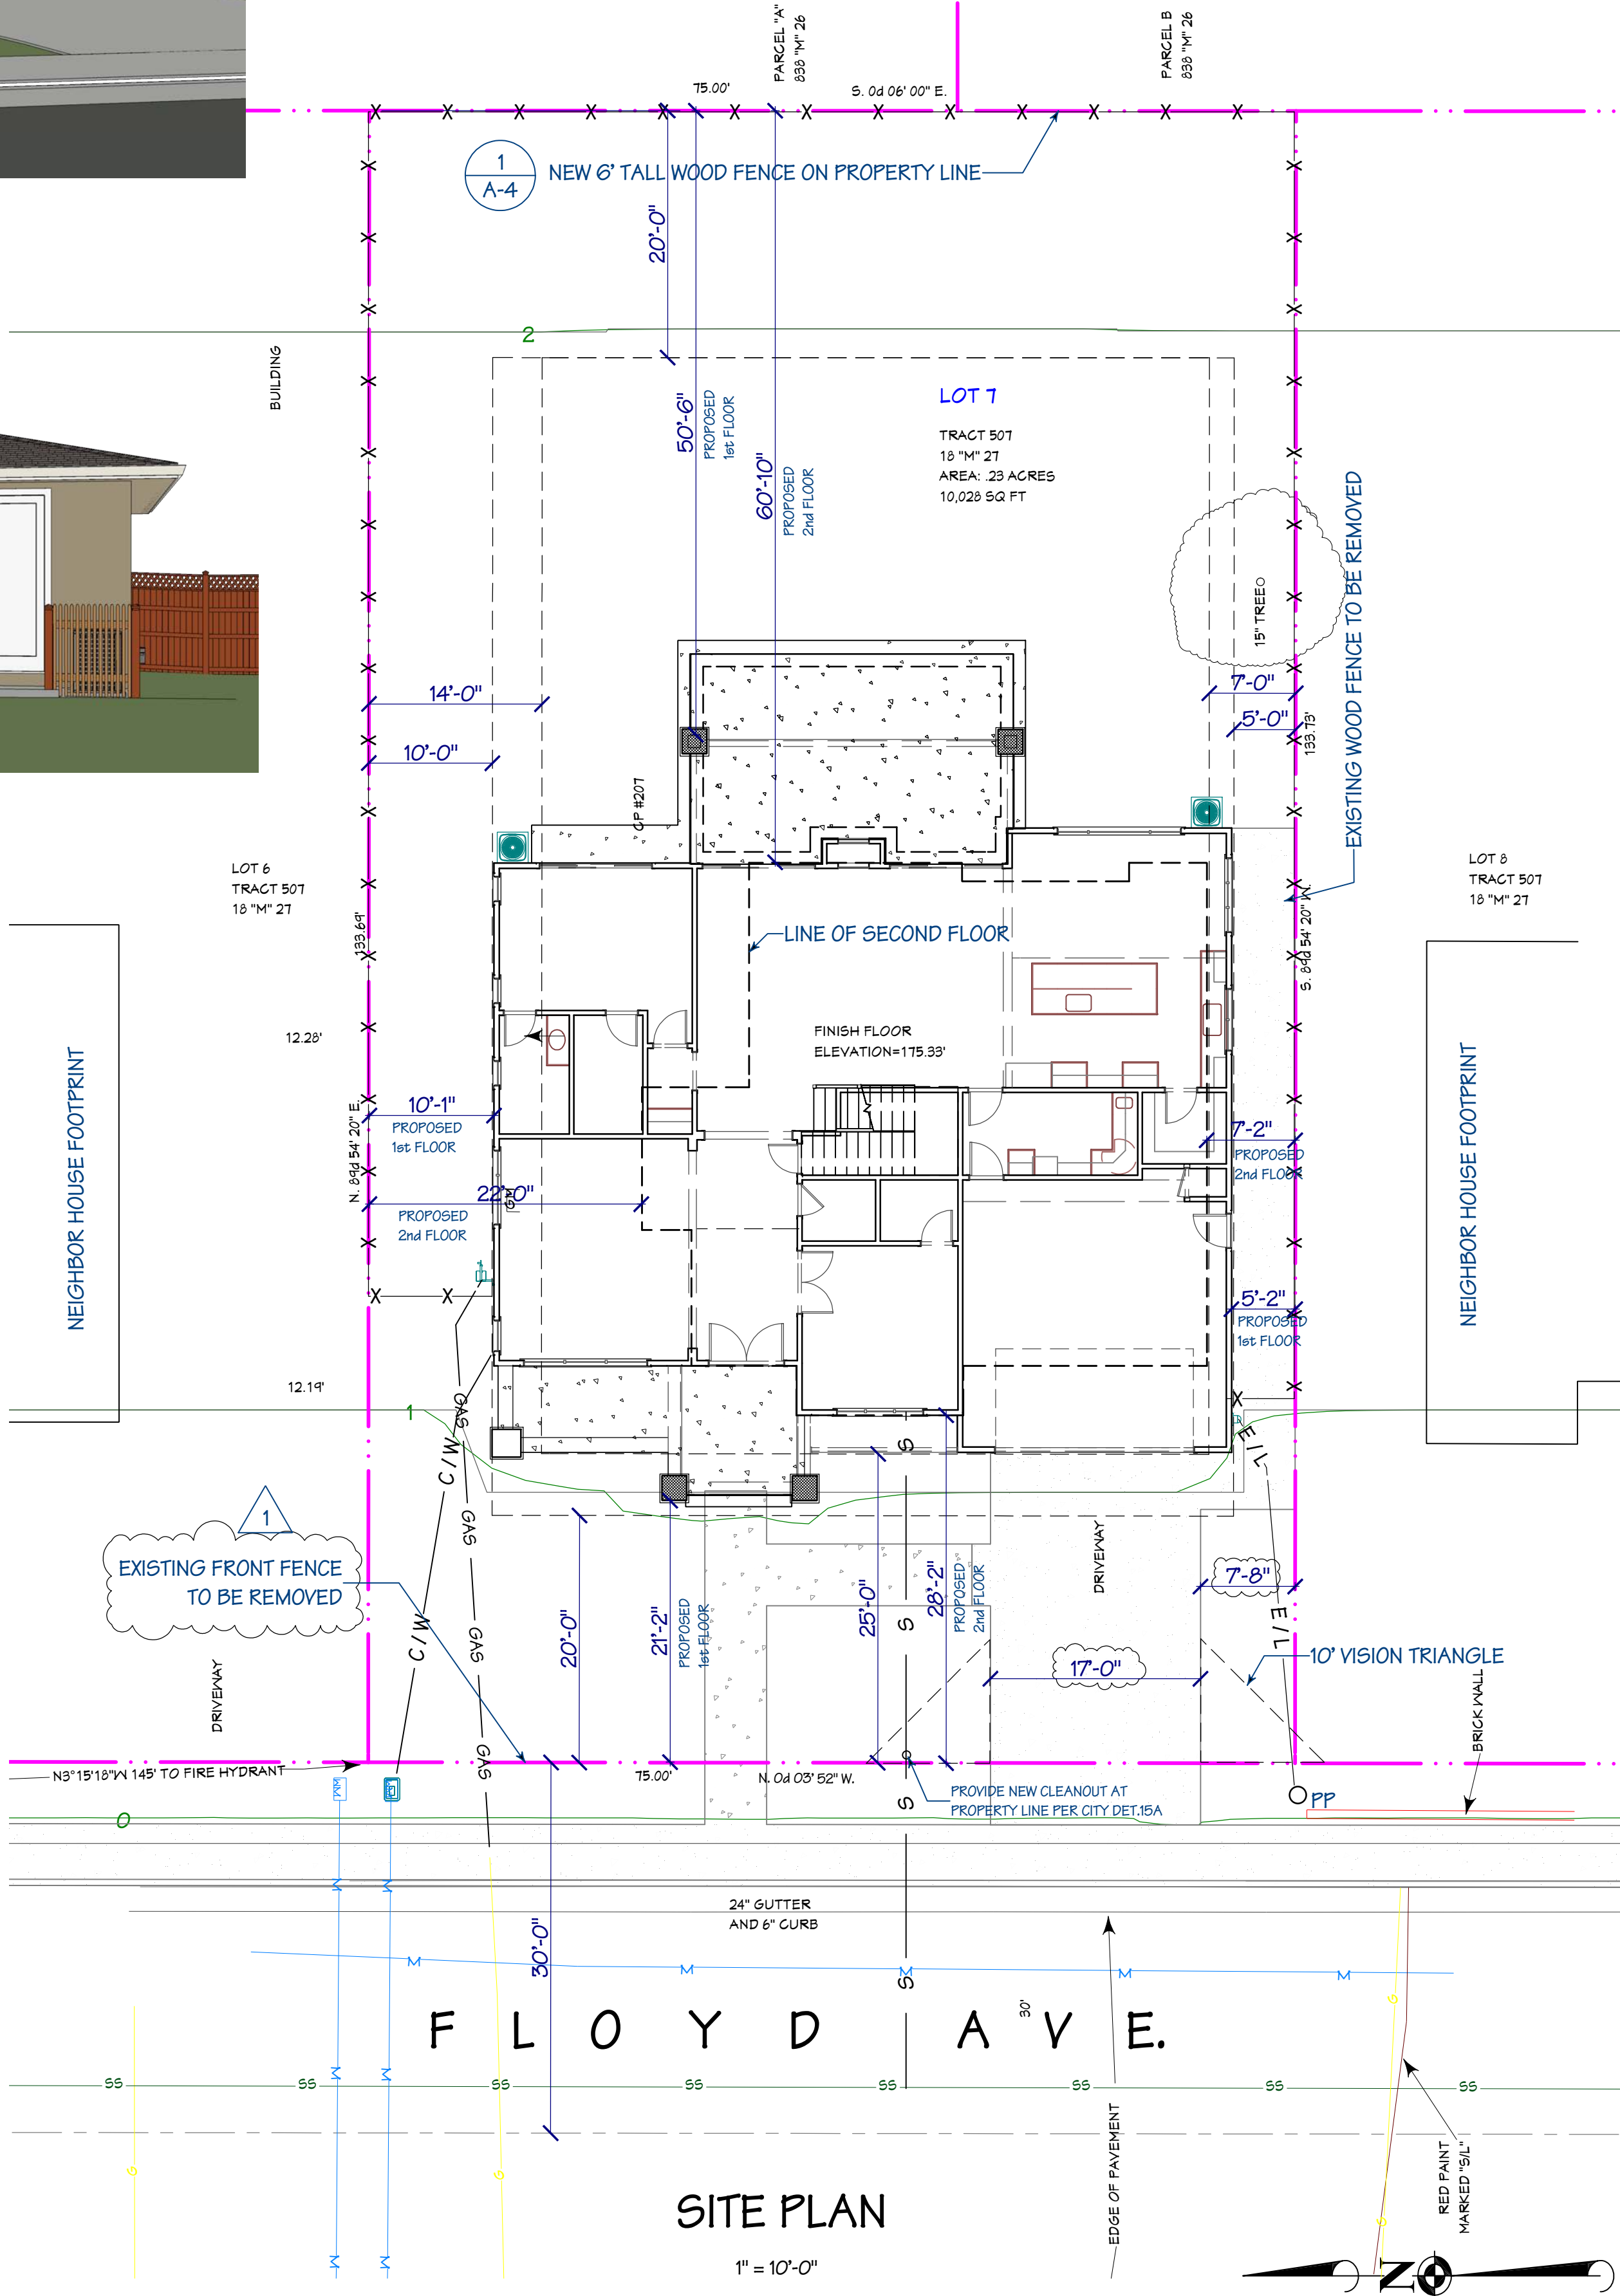 PARCEL "A"
838 "M" 26
PARCEL B
838 "M" 26
75.00'
S. 0d 06' 00" E.
1
A-4
NEW 6' TALL WOOD FENCE ON PROPERTY LINE
20'-0"
2
BUILDING
50'-6"
PROPOSED
1st FLOOR
60'-10"
PROPOSED
2nd FLOOR
LOT 7
TRACT 507
18 "M" 27
AREA: .23 ACRES
10,028 SQ FT
EXISTING WOOD FENCE TO BE REMOVED
15" TREE
14'-0"
7'-0"
5'-0"
133.73'
10'-0"
CP #207
LOT 6
TRACT 507
18 "M" 27
LOT 8
TRACT 507
18 "M" 27
133.69'
LINE OF SECOND FLOOR
S. 89d 54' 20" W.
12.28'
FINISH FLOOR
ELEVATION=175.33'
NEIGHBOR HOUSE FOOTPRINT
NEIGHBOR HOUSE FOOTPRINT
N. 89d 54' 20" E.
10'-1"
PROPOSED
1st FLOOR
7'-2"
PROPOSED
2nd FLOOR
22'-0"
GM
PROPOSED
2nd FLOOR
5'-2"
PROPOSED
1st FLOOR
12.19'
1
GAS
C/W
S
E/L
1
EXISTING FRONT FENCE
TO BE REMOVED
GAS
DRIVEWAY
7'-8"
20'-0"
21'-2"
PROPOSED
1st FLOOR
25'-0"
28'-2"
PROPOSED
2nd FLOOR
C/W
GAS
S
E/L
17'-0"
10' VISION TRIANGLE
DRIVEWAY
BRICK WALL
GAS
N3°15'18"W 145' TO FIRE HYDRANT
75.00'
N. 0d 03' 52" W.
PROVIDE NEW CLEANOUT AT
PROPERTY LINE PER CITY DET.15A
S
PP
WM
0
W
W
24" GUTTER
AND 6" CURB
30'-0"
W
W
W
W
W
S
G
30'
FLOYD AVE.
W
W
SS
SS
SS
SS
SS
SS
SS
SS
EDGE OF PAVEMENT
RED PAINT
MARKED "S/L"
G
G
G
SITE PLAN
1" = 10'-0"
W
W
N